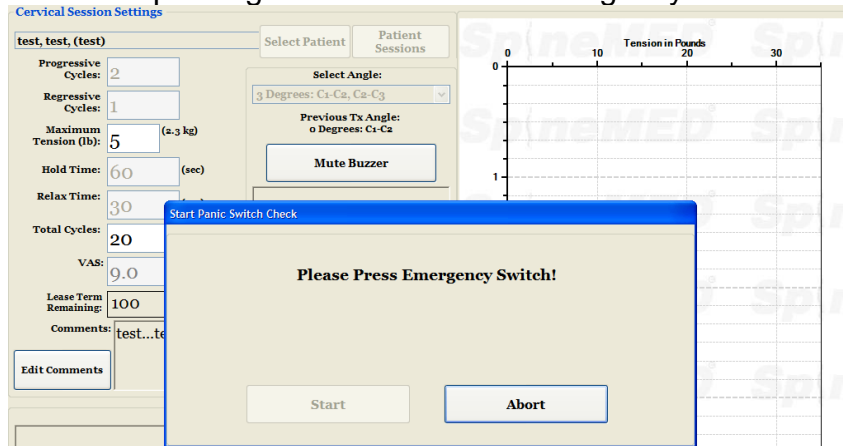 Cervical Session Settings
test, test, (test)
Select Patient
Patient
Sessions
Progressive
Cycles:
2
Regressive
Cycles:
1
Maximum
Tension (lb):
5
(2.3 kg)
Hold Time:
60
(sec)
Relax Time:
30
Total Cycles:
20
VAS:
9.0
Lease Term
Remaining:
100
Comments:
test...te
Edit Comments
Select Angle:
3 Degrees: C1-C2, C2-C3
Previous Tx Angle:
0 Degrees: C1-C2
Mute Buzzer
Start Panic Switch Check
Please Press Emergency Switch!
Start
Abort
SpineMED
Tension in Pounds
0
10
20
30
0
1
SpineMED